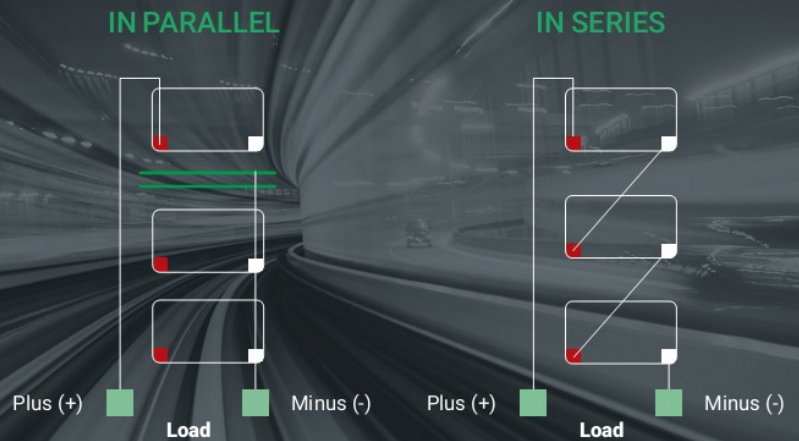 IN PARALLEL
IN SERIES
Plus (+)
Minus (-)
Plus (+)
Minus (-)
Load
Load